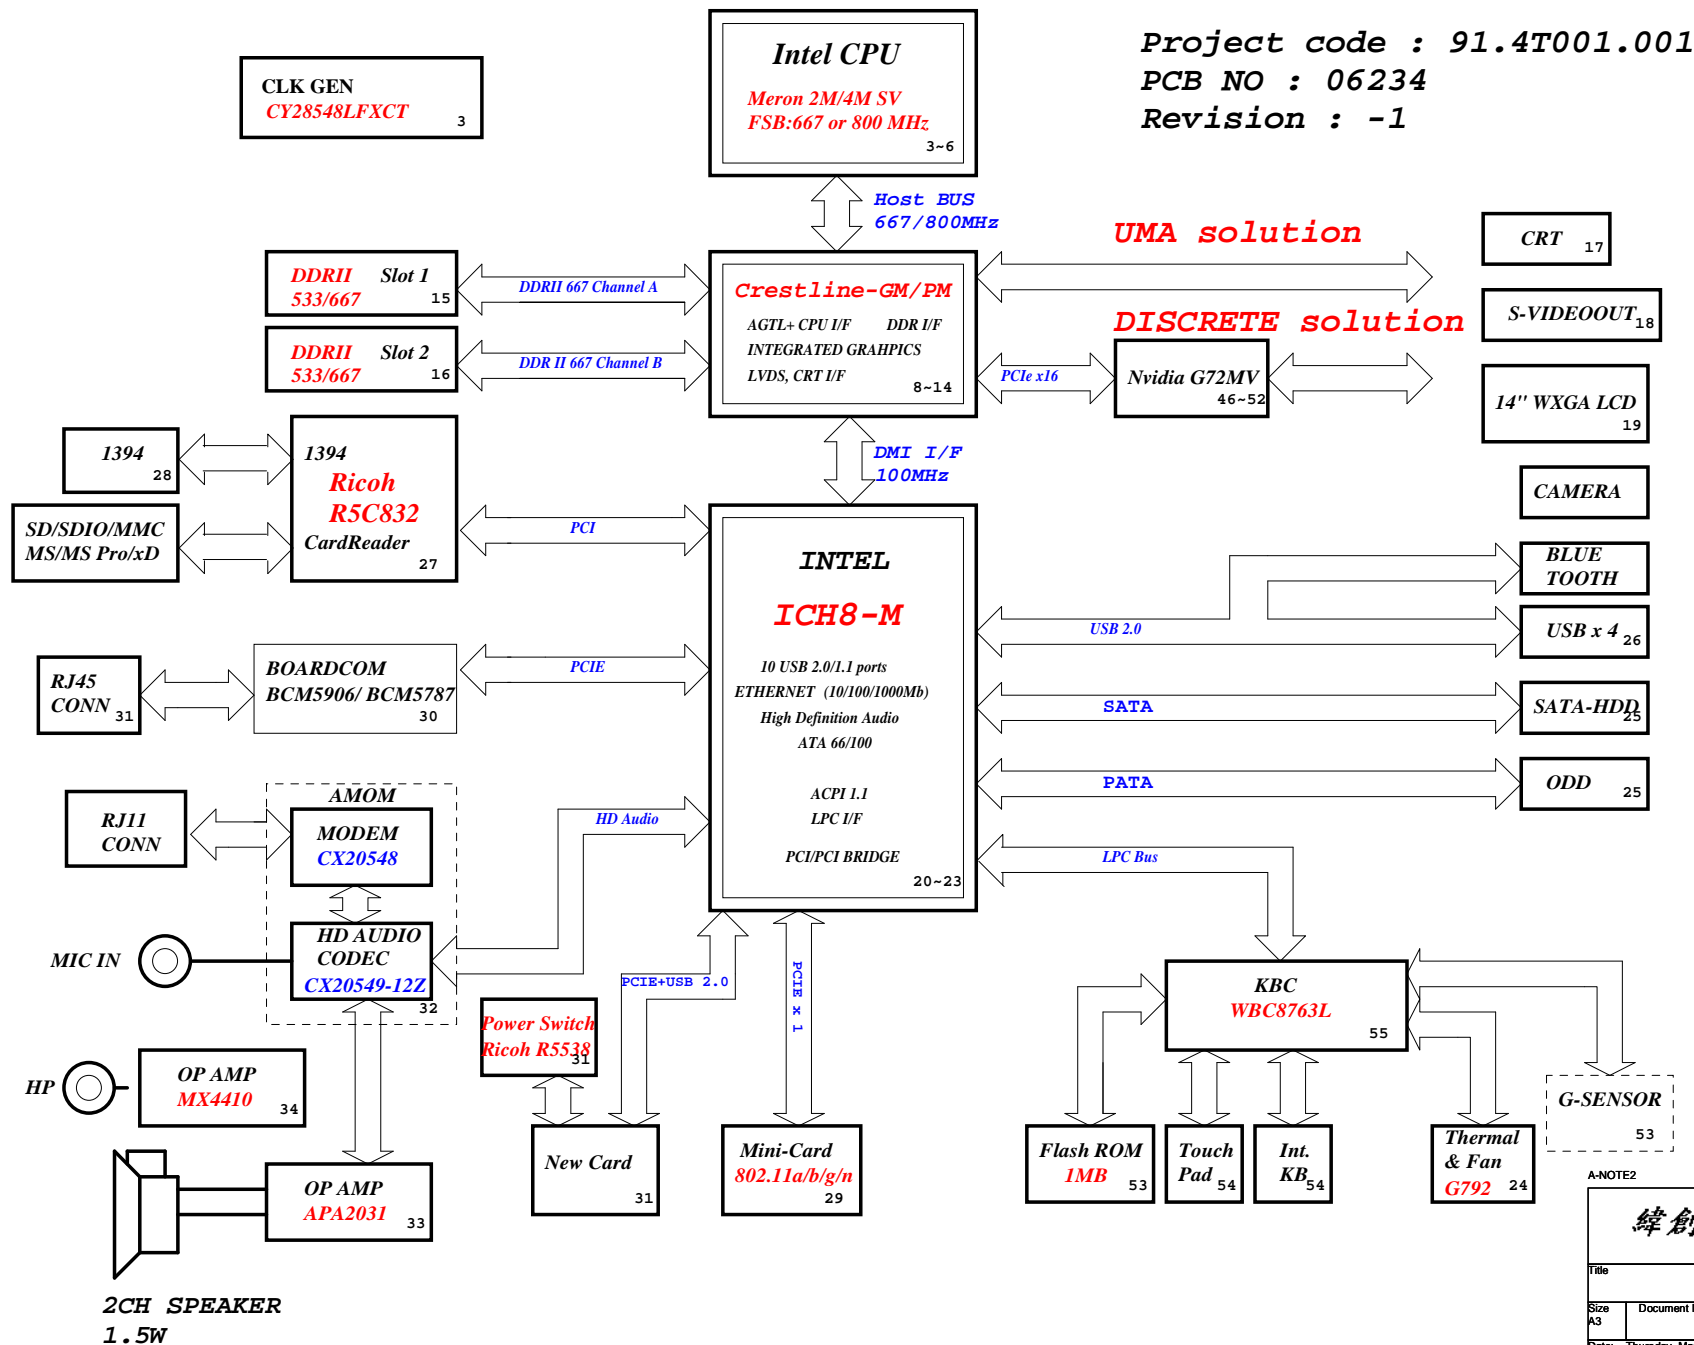 Project code : 91.4T001.001
PCB NO : 06234
Revision : -1
CLK GEN
CY28548LFXCT
3
Intel CPU
Meron 2M/4M SV
FSB:667 or 800 MHz
3~6
Host BUS
667/800MHz
UMA solution
CRT
17
DDRII
Slot 1
533/667
15
DDRII 667 Channel A
Crestline-GM/PM
AGTL+ CPU I/F
DDR I/F
INTEGRATED GRAHPICS
LVDS, CRT I/F
8~14
S-VIDEOOUT
18
DISCRETE solution
DDRII
Slot 2
533/667
16
DDR II 667 Channel B
PCIe x16
Nvidia G72MV
46~52
14" WXGA LCD
19
1394
28
1394
Ricoh
R5C832
CardReader
27
DMI I/F
100MHz
CAMERA
SD/SDIO/MMC
MS/MS Pro/xD
PCI
INTEL
ICH8-M
10 USB 2.0/1.1 ports
ETHERNET (10/100/1000Mb)
High Definition Audio
ATA 66/100
ACPI 1.1
LPC I/F
PCI/PCI BRIDGE
20~23
BLUE
TOOTH
USB 2.0
USB x 4
26
RJ45
CONN
31
BOARDCOM
BCM5906/ BCM5787
30
PCIE
SATA
SATA-HDD
25
PATA
ODD
25
AMOM
RJ11
CONN
MODEM
CX20548
HD Audio
LPC Bus
MIC IN
HD AUDIO
CODEC
CX20549-12Z
32
PCIE+USB 2.0
PCIE x 1
KBC
WBC8763L
55
Power Switch
Ricoh R5538
31
HP
OP AMP
MX4410
34
G-SENSOR
53
New Card
31
Mini-Card
802.11a/b/g/n
29
Flash ROM
1MB
53
Touch
Pad
54
Int.
KB
54
Thermal
& Fan
G792
24
OP AMP
APA2031
33
2CH SPEAKER
1.5W
A-NOTE2
緯創
Title
Size
A3
Document